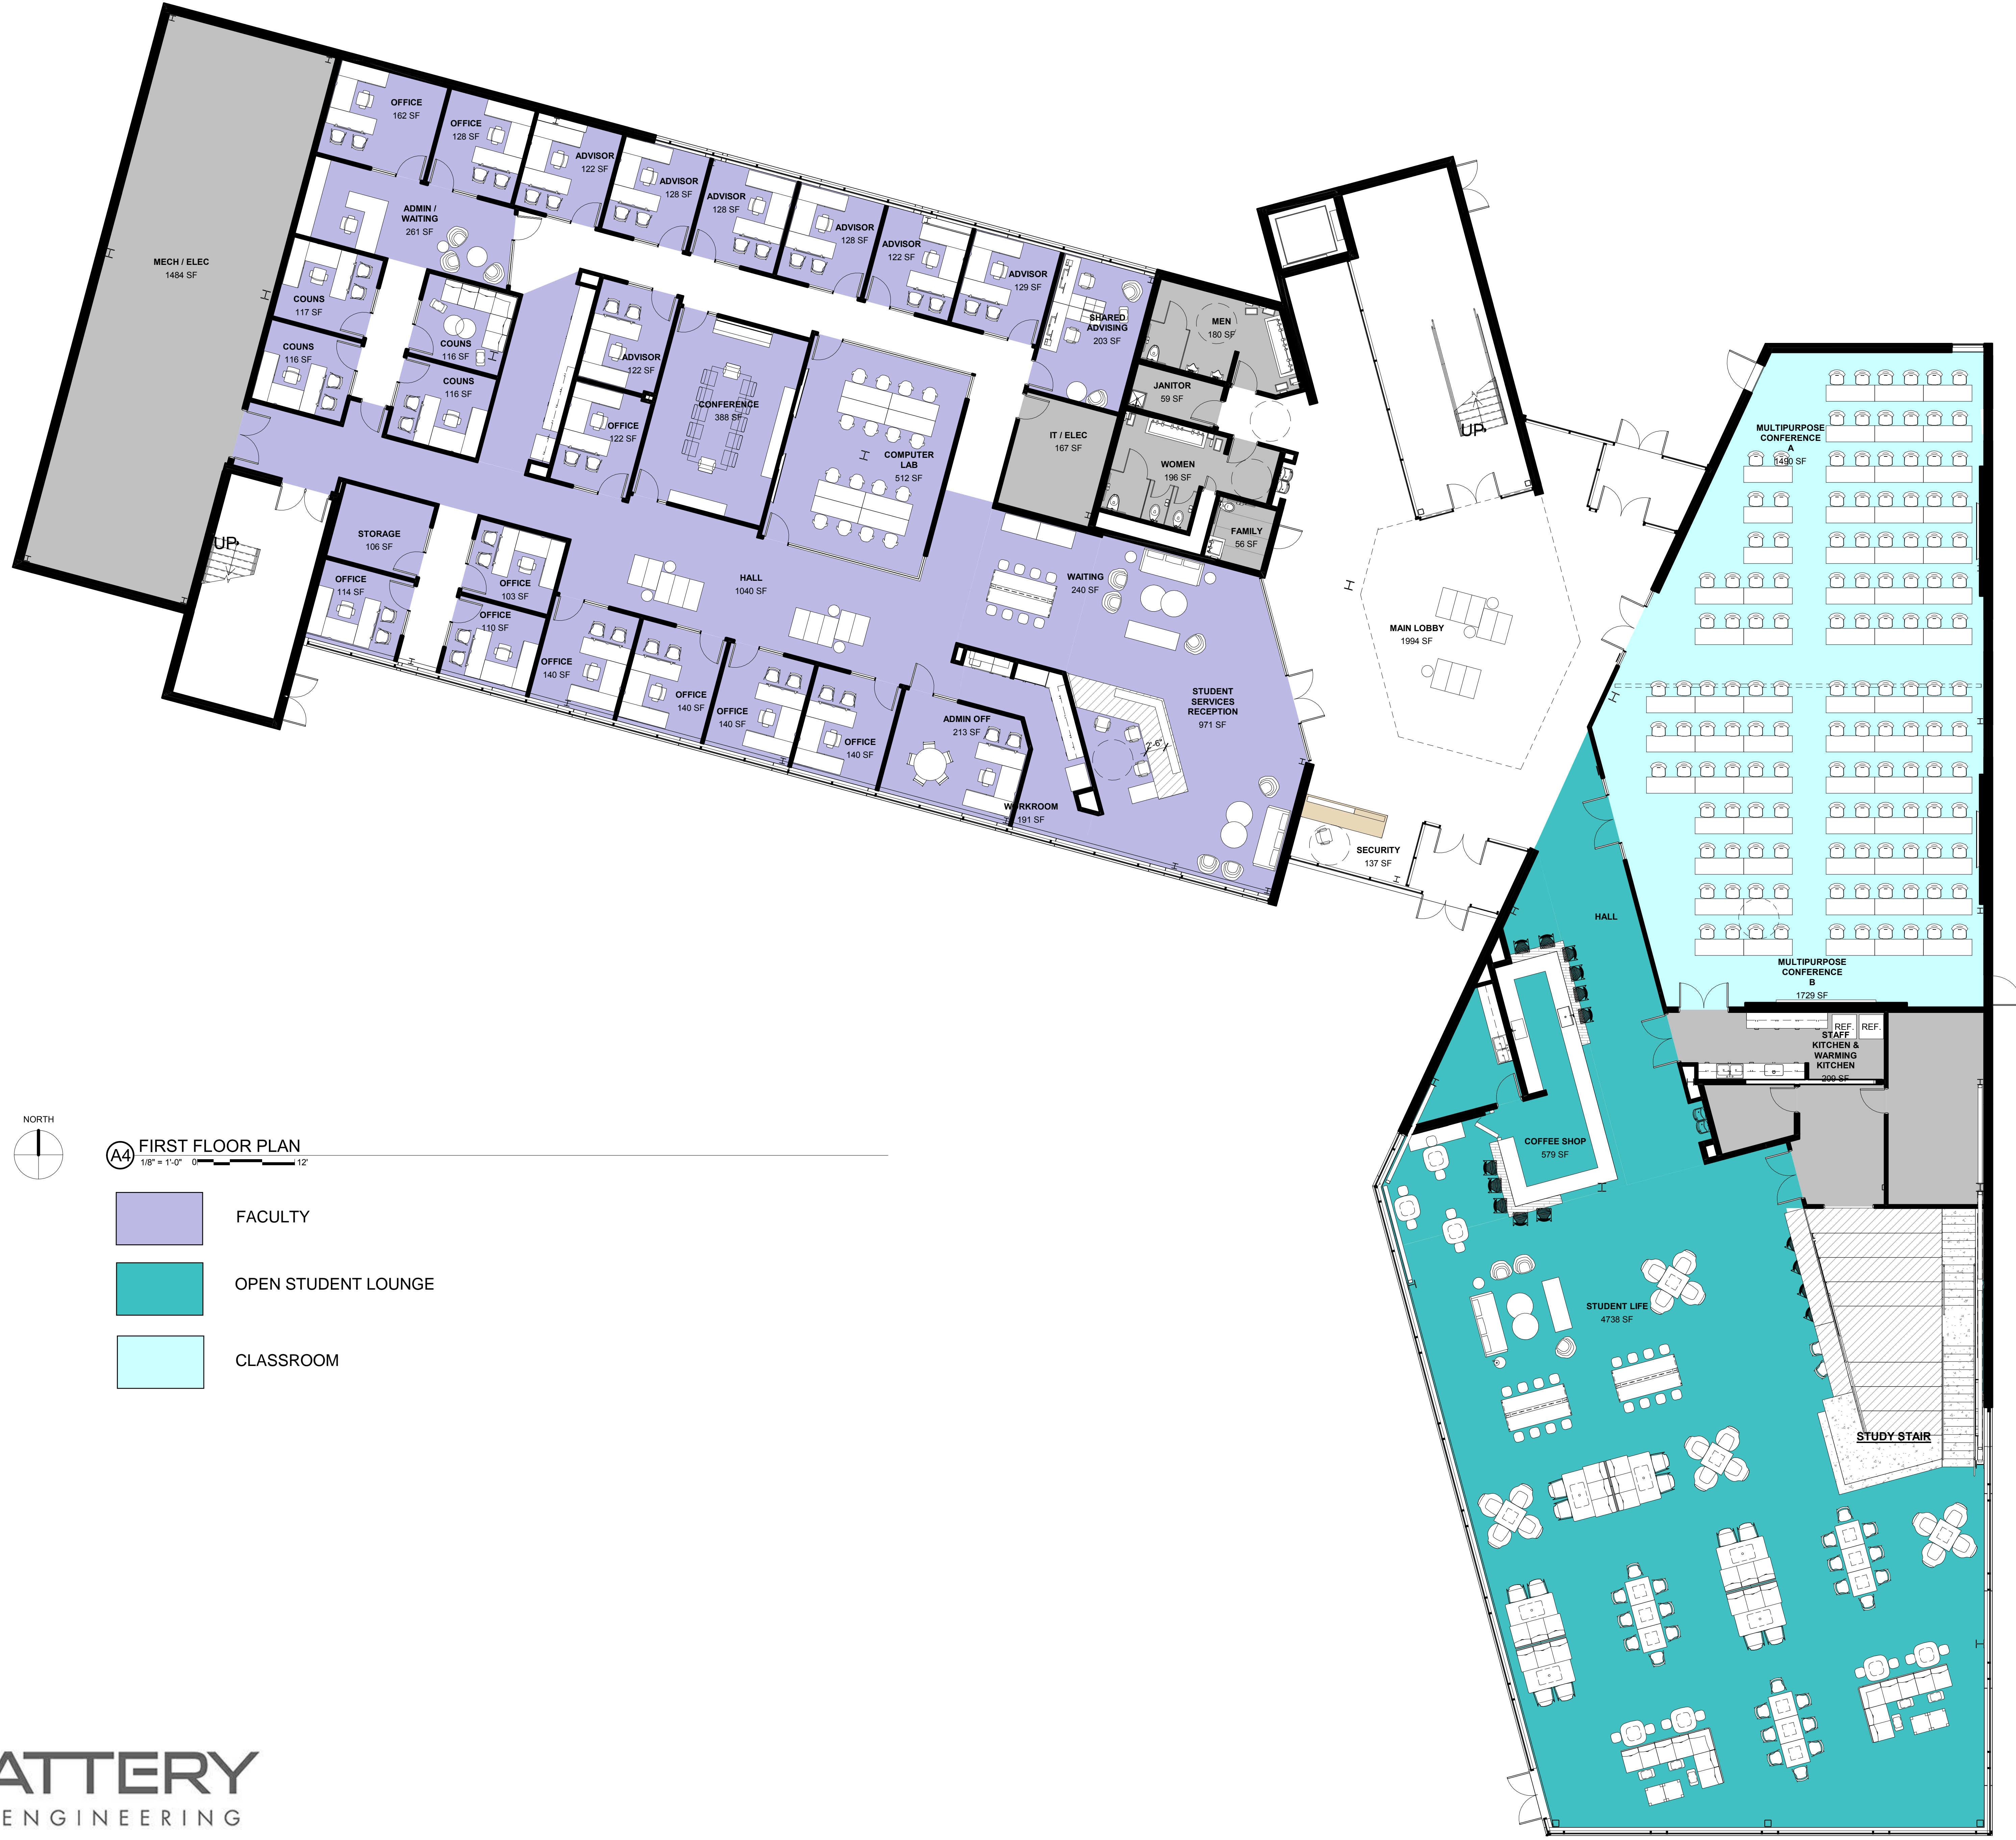 OFFICE
162 SF
OFFICE
128 SF
ADVISOR
122 SF
ADVISOR
128 SF
ADVISOR
128 SF
ADVISOR
128 SF
ADVISOR
122 SF
ADVISOR
129 SF
SHARED
ADVISING
203 SF
MEN
180 SF
JANITOR
59 SF
ADMIN /
WAITING
261 SF
MECH / ELEC
1484 SF
COUNS
117 SF
COUNS
116 SF
COUNS
116 SF
COUNS
116 SF
ADVISOR
122 SF
OFFICE
122 SF
CONFERENCE
388 SF
COMPUTER
LAB
512 SF
IT / ELEC
167 SF
WOMEN
196 SF
FAMILY
56 SF
UP
UP
STORAGE
106 SF
OFFICE
114 SF
OFFICE
103 SF
OFFICE
110 SF
HALL
1040 SF
WAITING
240 SF
OFFICE
140 SF
OFFICE
140 SF
OFFICE
140 SF
OFFICE
140 SF
ADMIN OFF
213 SF
WORKROOM
191 SF
STUDENT
SERVICES
RECEPTION
971 SF
2'-6"
MAIN LOBBY
1994 SF
SECURITY
137 SF
MULTIPURPOSE
CONFERENCE
A
1490 SF
HALL
MULTIPURPOSE
CONFERENCE
B
1729 SF
REF.
REF.
STAFF
KITCHEN &
WARMING
KITCHEN
209 SF
COFFEE SHOP
579 SF
STUDENT LIFE
4738 SF
STUDY STAIR
NORTH
A4
FIRST FLOOR PLAN
1/8" = 1'-0" 0' 12'
FACULTY
OPEN STUDENT LOUNGE
CLASSROOM
ATTERY
ENGINEERING